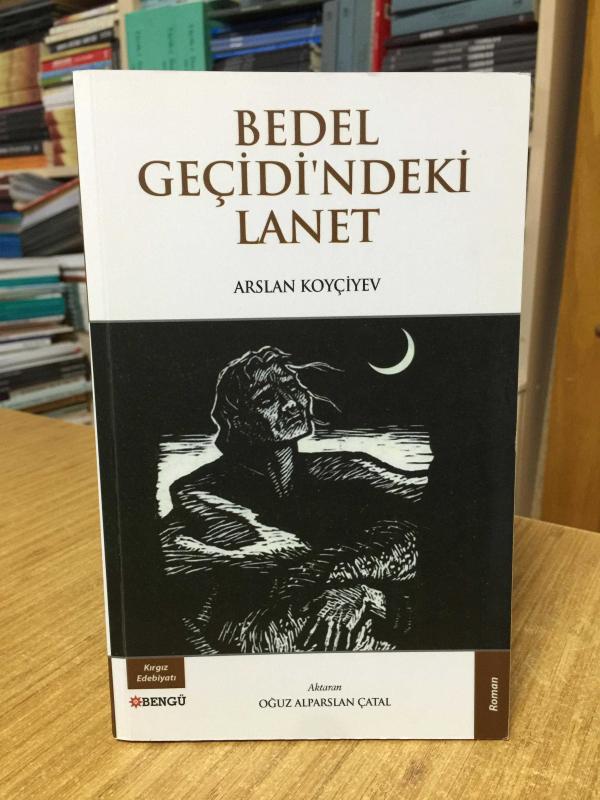 BEDEL
GEÇİDİ'NDEKİ
LANET
ARSLAN KOYÇİYEV
Kırgız
Edebiyatı
BENGÜ
Aktaran
OĞUZ ALPARSLAN ÇATAL
Roman